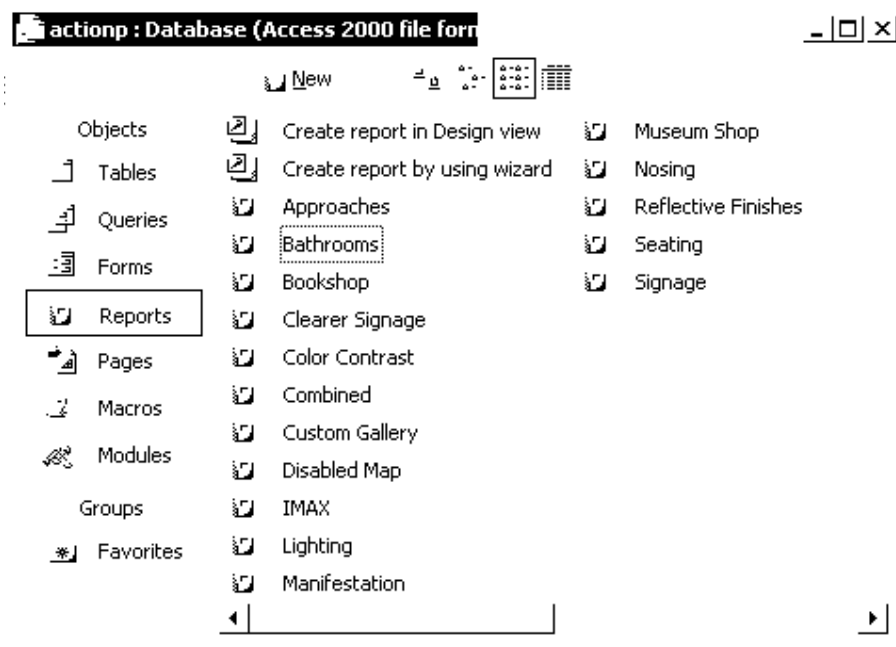 actionp : Database (Access 2000 file forn
New
Objects
Tables
Queries
Forms
Reports
Pages
Macros
Modules
Groups
Favorites
Create report in Design view
Create report by using wizard
Approaches
Bathrooms
Bookshop
Clearer Signage
Color Contrast
Combined
Custom Gallery
Disabled Map
IMAX
Lighting
Manifestation
Museum Shop
Nosing
Reflective Finishes
Seating
Signage